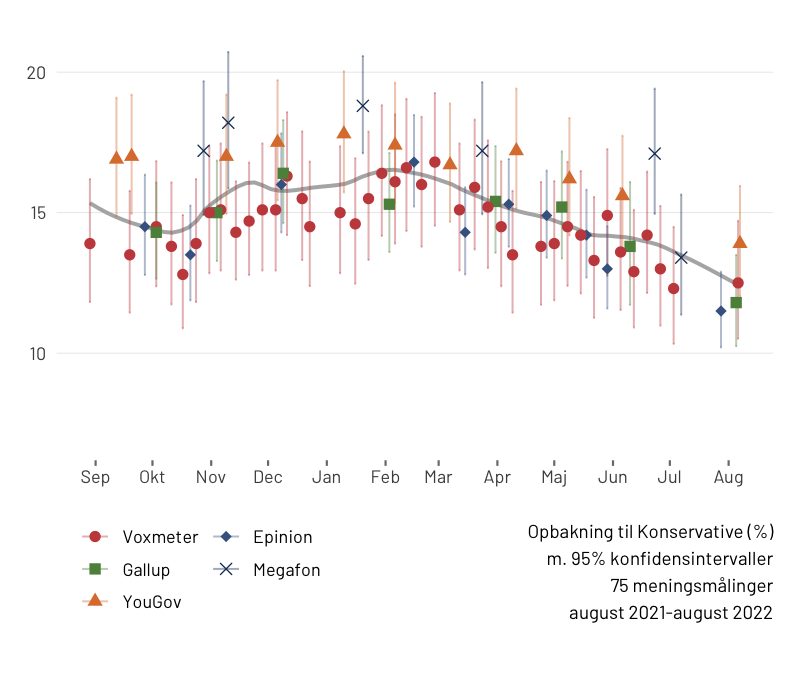 20
15
10
Sep Okt Nov Dec Jan Feb Mar Apr Maj Jun Jul Aug
Voxmeter Epinion
Gallup Megafon
YouGov
Opbakning til Konservative (%)
m. 95% konfidensintervaller
75 meningsmålinger
august 2021-august 2022